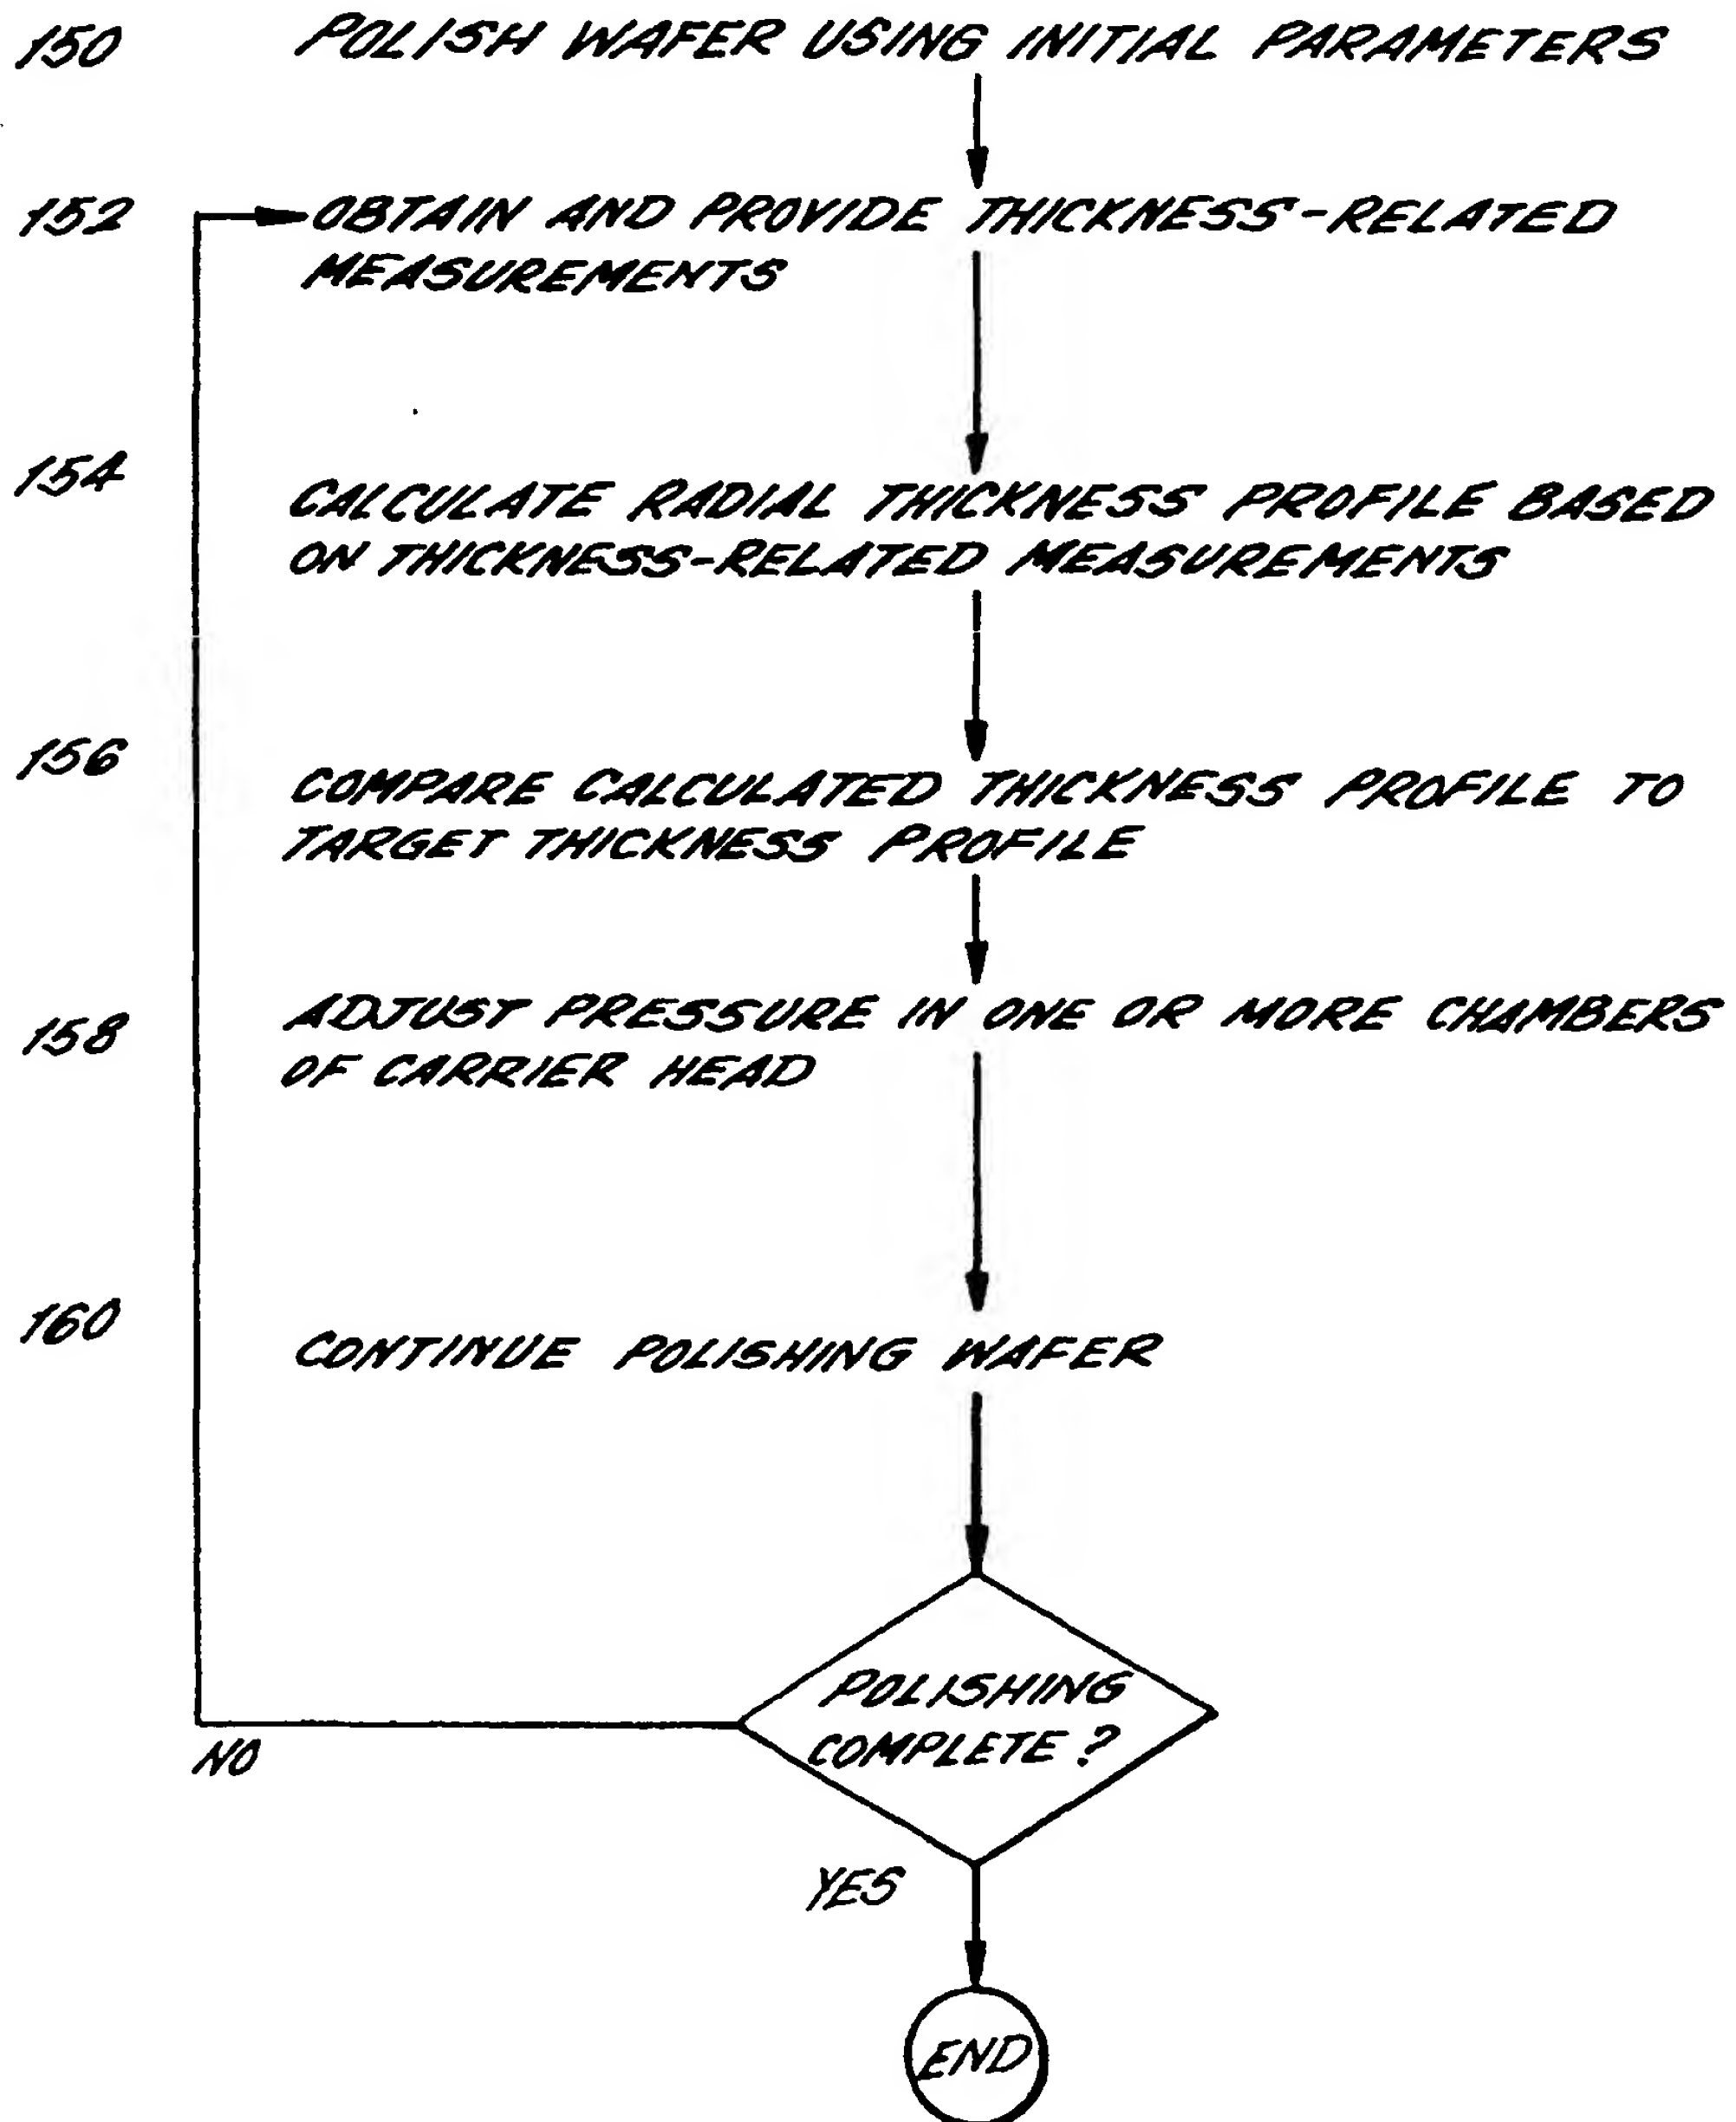 150 POLISH WAFER USING INITIAL PARAMETERS
152 OBTAIN AND PROVIDE THICKNESS-RELATED
MEASUREMENTS
154 CALCULATE RADIAL THICKNESS PROFILE BASED
ON THICKNESS-RELATED MEASUREMENTS
156 COMPARE CALCULATED THICKNESS PROFILE TO
TARGET THICKNESS PROFILE
158 ADJUST PRESSURE IN ONE OR MORE CHAMBERS
OF CARRIER HEAD
160 CONTINUE POLISHING WAFER
POLISHING
COMPLETE?
NO
YES
END